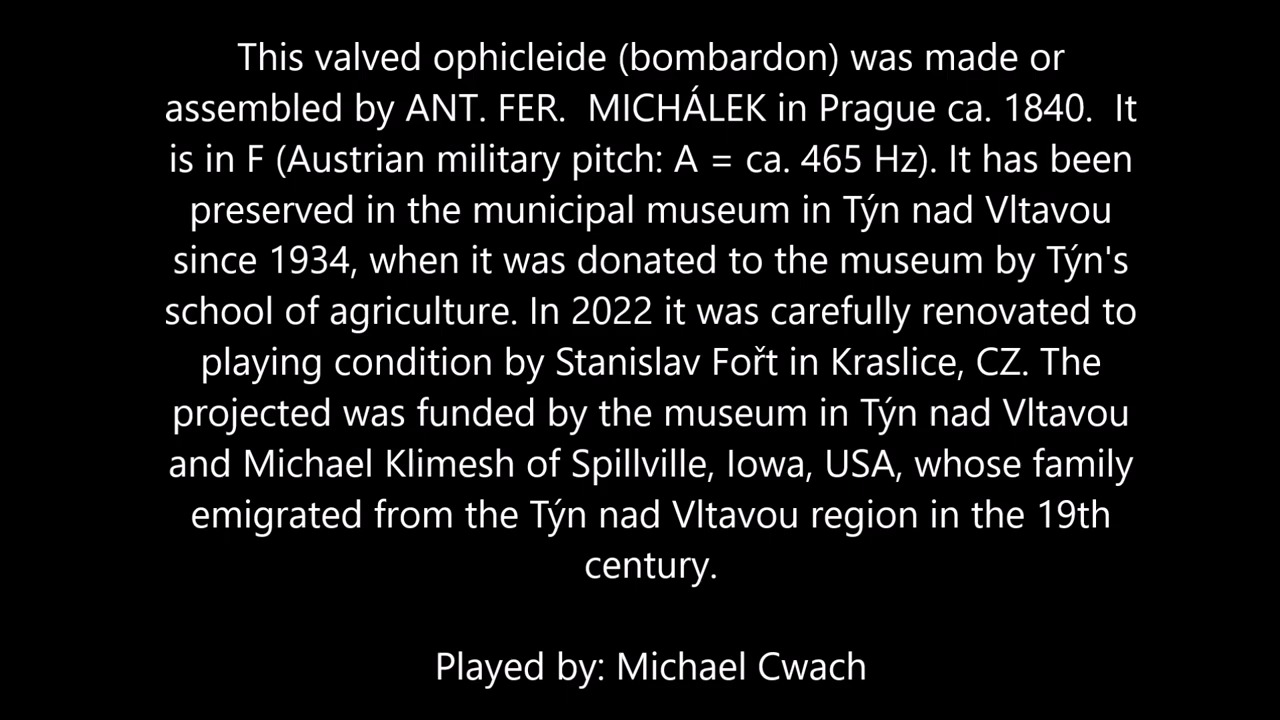 This valved ophicleide (bombardon) was made or
assembled by ANT. FER.  MICHÁLEK in Prague ca. 1840.  It
is in F (Austrian military pitch: A = ca. 465 Hz). It has been
preserved in the municipal museum in Týn nad Vltavou
since 1934, when it was donated to the museum by Týn's
school of agriculture. In 2022 it was carefully renovated to
playing condition by Stanislav Fořt in Kraslice, CZ. The
projected was funded by the museum in Týn nad Vltavou
and Michael Klimesh of Spillville, Iowa, USA, whose family
emigrated from the Týn nad Vltavou region in the 19th
century.
Played by: Michael Cwach